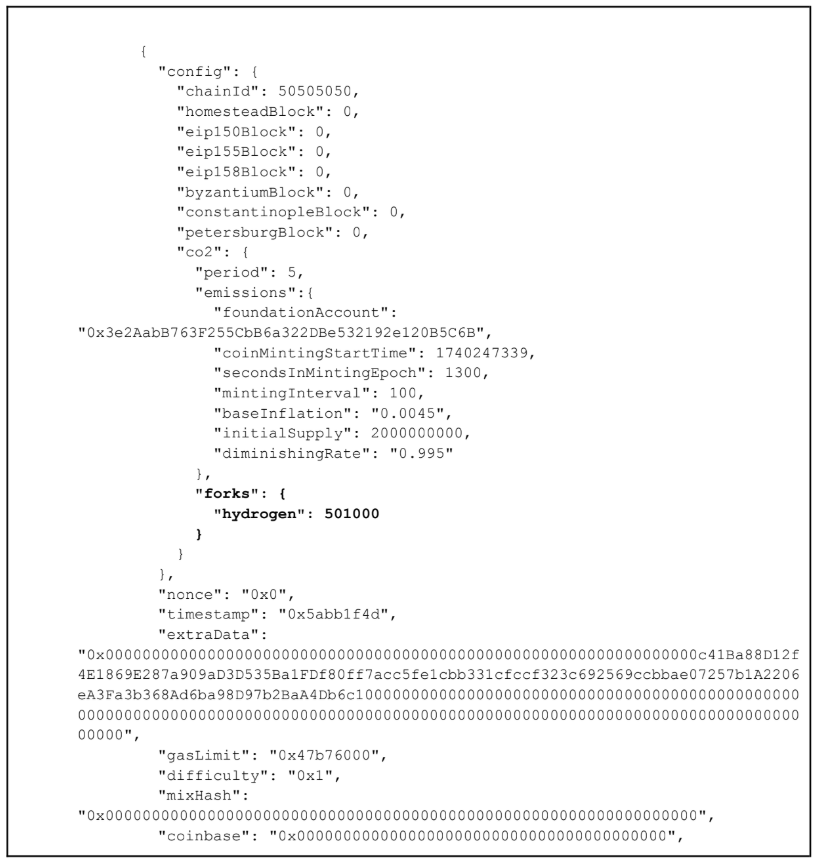 {
"config": {
"chainId": 50505050,
"homesteadBlock": 0,
"eip150Block": 0,
"eip155Block": 0,
"eip158Block": 0,
"byzantiumBlock": 0,
"constantinopleBlock": 0,
"petersburgBlock": 0,
"co2": {
"period": 5,
"emissions":{
"foundationAccount":
"0x3e2AabB763F255CbB6a322DBe532192e120B5C6B",
"coinMintingStartTime": 1740247339,
"secondsInMintingEpoch": 1300,
"mintingInterval": 100,
"baseInflation": "0.0045",
"initialSupply": 2000000000,
"diminishingRate": "0.995"
},
"forks": {
"hydrogen": 501000
}
}
},
"nonce": "0x0",
"timestamp": "0x5abb1f4d",
"extraData":
"0x0000000000000000000000000000000000000000000000000000000000000000c41Ba88D12f
4E1869E287a909aD3D535Ba1FDf80ff7acc5fe1cbb331cfccf323c692569ccbbae07257b1A2206
eA3Fa3b368Ad6ba98D97b2BaA4Db6c100000000000000000000000000000000000000000000000
000000000000000000000000000000000000000000000000000000000000000000000000000000
00000",
"gasLimit": "0x47b76000",
"difficulty": "0x1",
"mixHash":
"0x0000000000000000000000000000000000000000000000000000000000000000",
"coinbase": "0x0000000000000000000000000000000000000000",